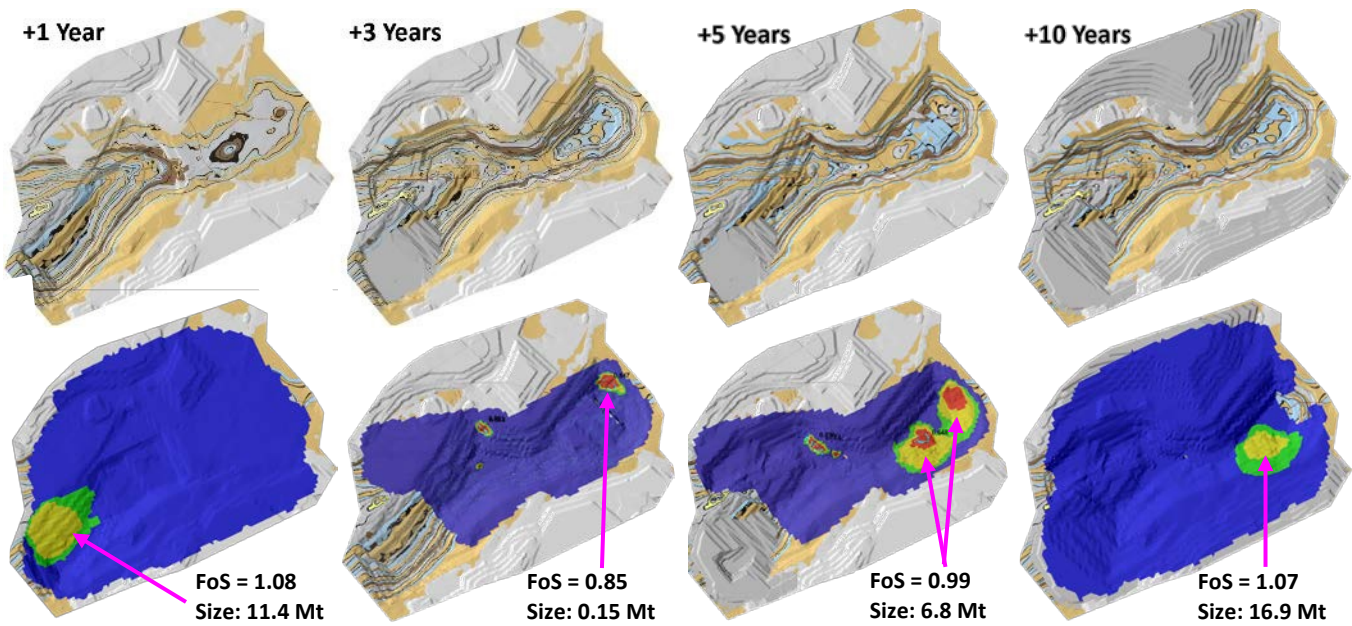 +1 Year
+3 Years
+5 Years
+10 Years
FoS = 1.08
Size: 11.4 Mt
FoS = 0.85
Size: 0.15 Mt
FoS = 0.99
Size: 6.8 Mt
FoS = 1.07
Size: 16.9 Mt